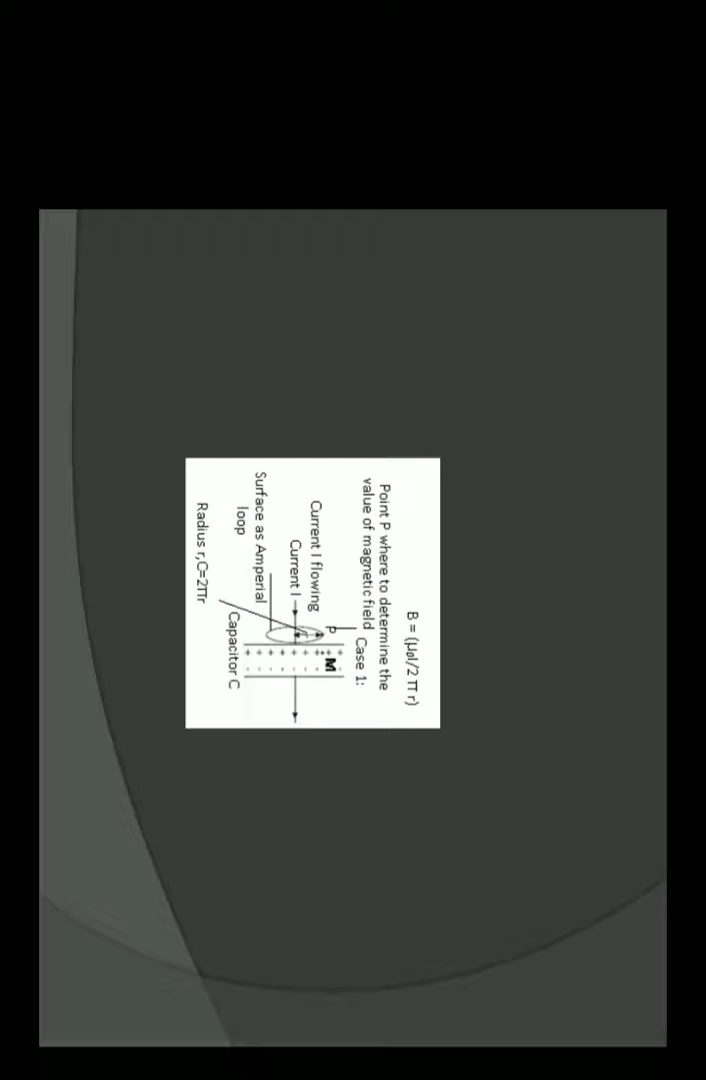 B = (μ₀I/2 π r)
Point P where to determine the
value of magnetic field
Case 1:
P
M
Current I flowing
Current I
r
Surface as Amperial
loop
Capacitor C
Radius r,C=2πr